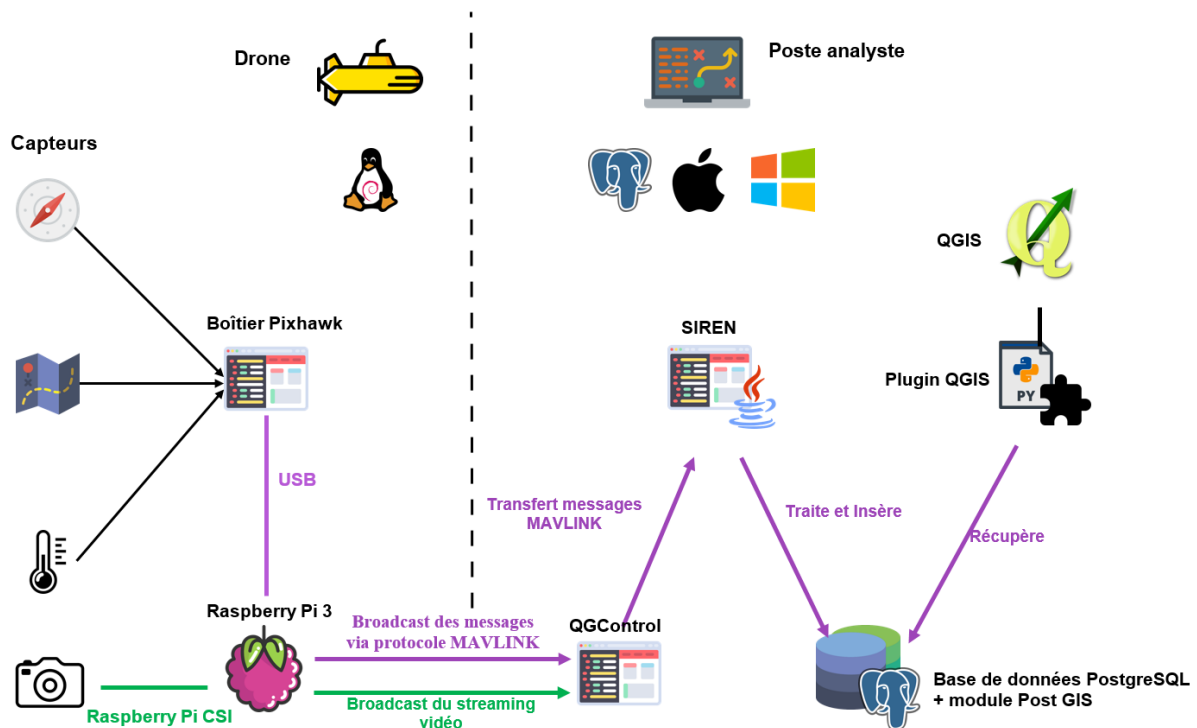 Drone
Poste analyste
Capteurs
QGIS
Boîtier Pixhawk
SIREN
Plugin QGIS
PY
USB
Transfert messages
MAVLINK
Traite et Insère
Récupère
Raspberry Pi 3
Broadcast des messages
via protocole MAVLINK
QGControl
Raspberry Pi CSI
Broadcast du streaming
vidéo
Base de données PostgreSQL
+ module Post GIS